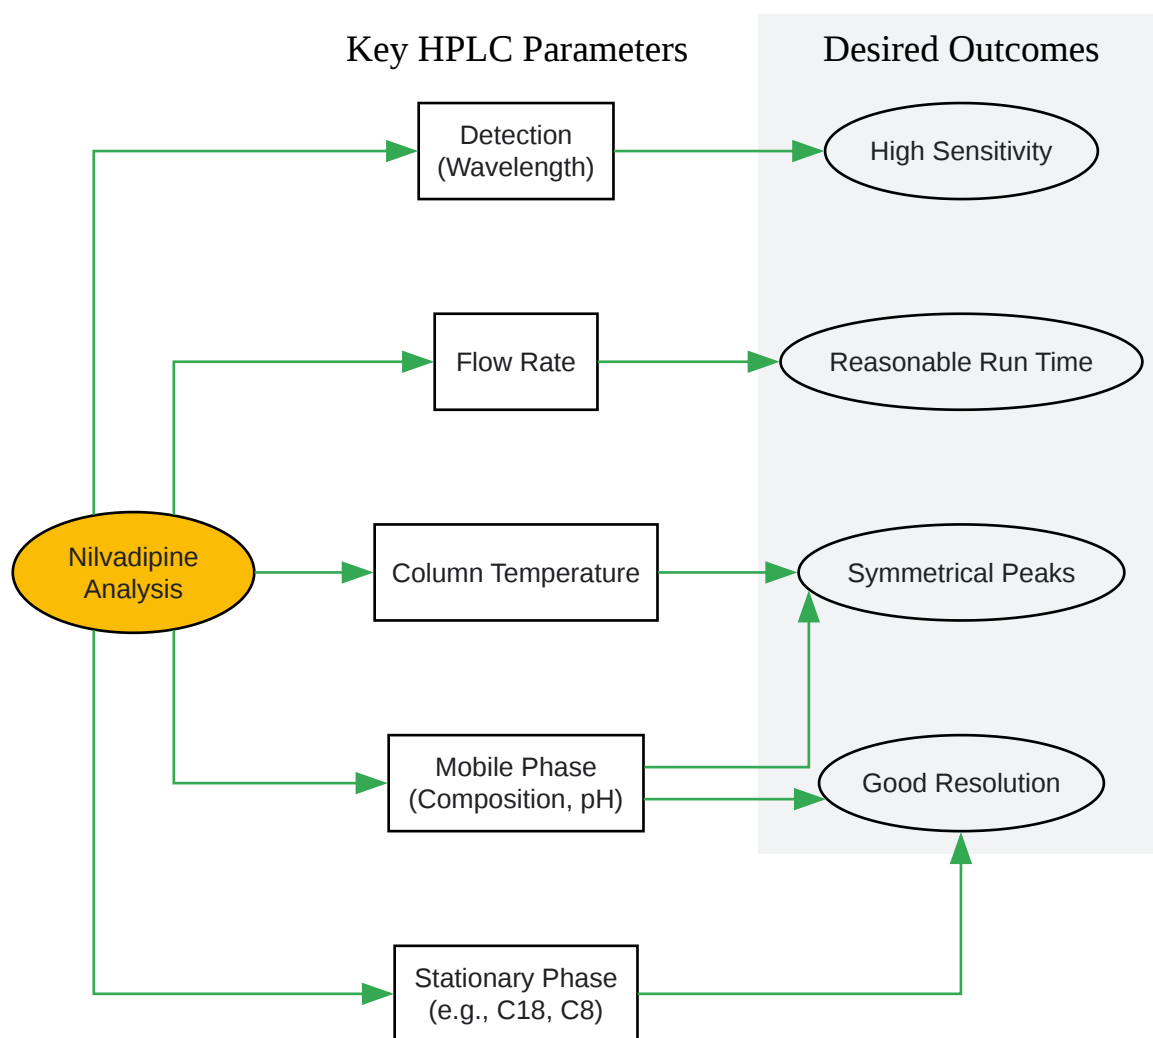 Key HPLC Parameters
Desired Outcomes
Detection
(Wavelength)
High Sensitivity
Flow Rate
Reasonable Run Time
Nilvadipine
Analysis
Column Temperature
Symmetrical Peaks
Mobile Phase
(Composition, pH)
Good Resolution
Stationary Phase
(e.g., C18, C8)